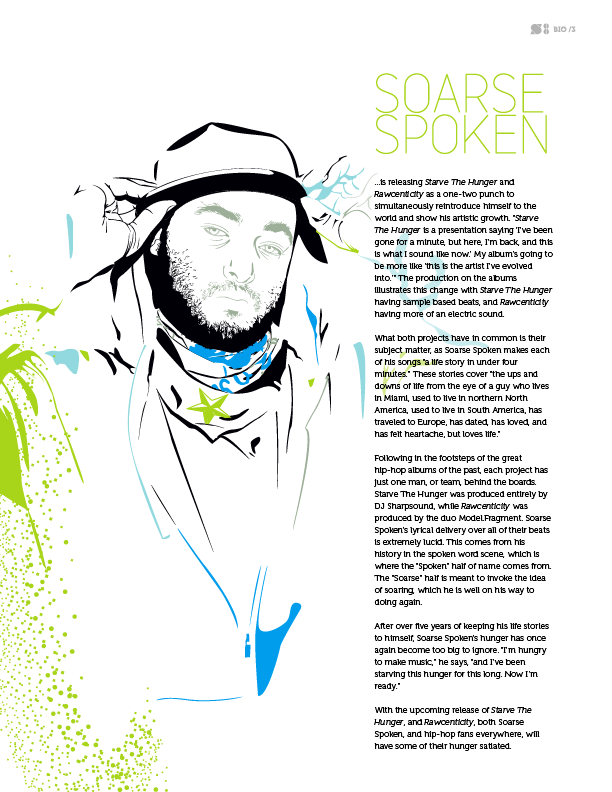 BIO /3
SOARSE
SPOKEN
...is releasing Starve The Hunger and
Rawcenticity as a one-two punch to
simultaneously reintroduce himself to the
world and show his artistic growth. "Starve
The Hunger is a presentation saying 'I've been
gone for a minute, but here, I'm back, and this
is what I sound like now.' My album's going to
be more like 'this is the artist I've evolved
into.'" The production on the albums
illustrates this change with Starve The Hunger
having sample based beats, and Rawcenticity
having more of an electric sound.
What both projects have in common is their
subject matter, as Soarse Spoken makes each
of his songs "a life story in under four
minutes." These stories cover "the ups and
downs of life from the eye of a guy who lives
in Miami, used to live in northern North
America, used to live in South America, has
traveled to Europe, has dated, has loved, and
has felt heartache, but loves life."
Following in the footsteps of the great
hip-hop albums of the past, each project has
just one man, or team, behind the boards.
Starve The Hunger was produced entirely by
DJ Sharpsound, while Rawcenticity was
produced by the duo Model.Fragment. Soarse
Spoken's lyrical delivery over all of their beats
is extremely lucid. This comes from his
history in the spoken word scene, which is
where the "Spoken" half of name comes from.
The "Soarse" half is meant to invoke the idea
of soaring, which he is well on his way to
doing again.
After over five years of keeping his life stories
to himself, Soarse Spoken's hunger has once
again become too big to ignore. "I'm hungry
to make music," he says, "and I've been
starving this hunger for this long. Now I'm
ready."
With the upcoming release of Starve The
Hunger, and Rawcenticity, both Soarse
Spoken, and hip-hop fans everywhere, will
have some of their hunger satiated.